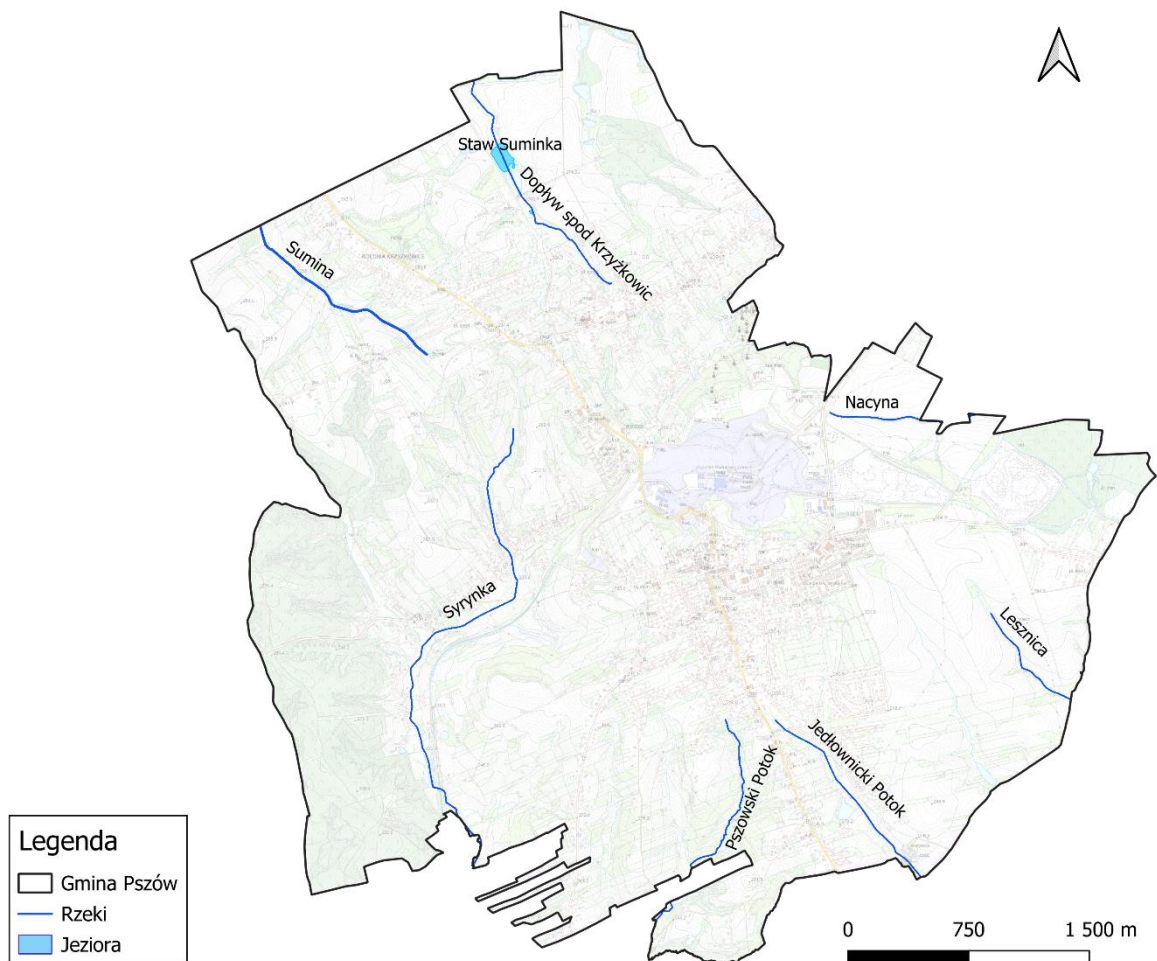 Staw Suminka
Dopływ spod Krzyżkowic
Sumina
Nacyna
Syrynka
Lesznica
Jedłownicki Potok
Pszowski Potok
Legenda
Gmina Pszów
Rzeki
Jeziora
0 750 1 500 m